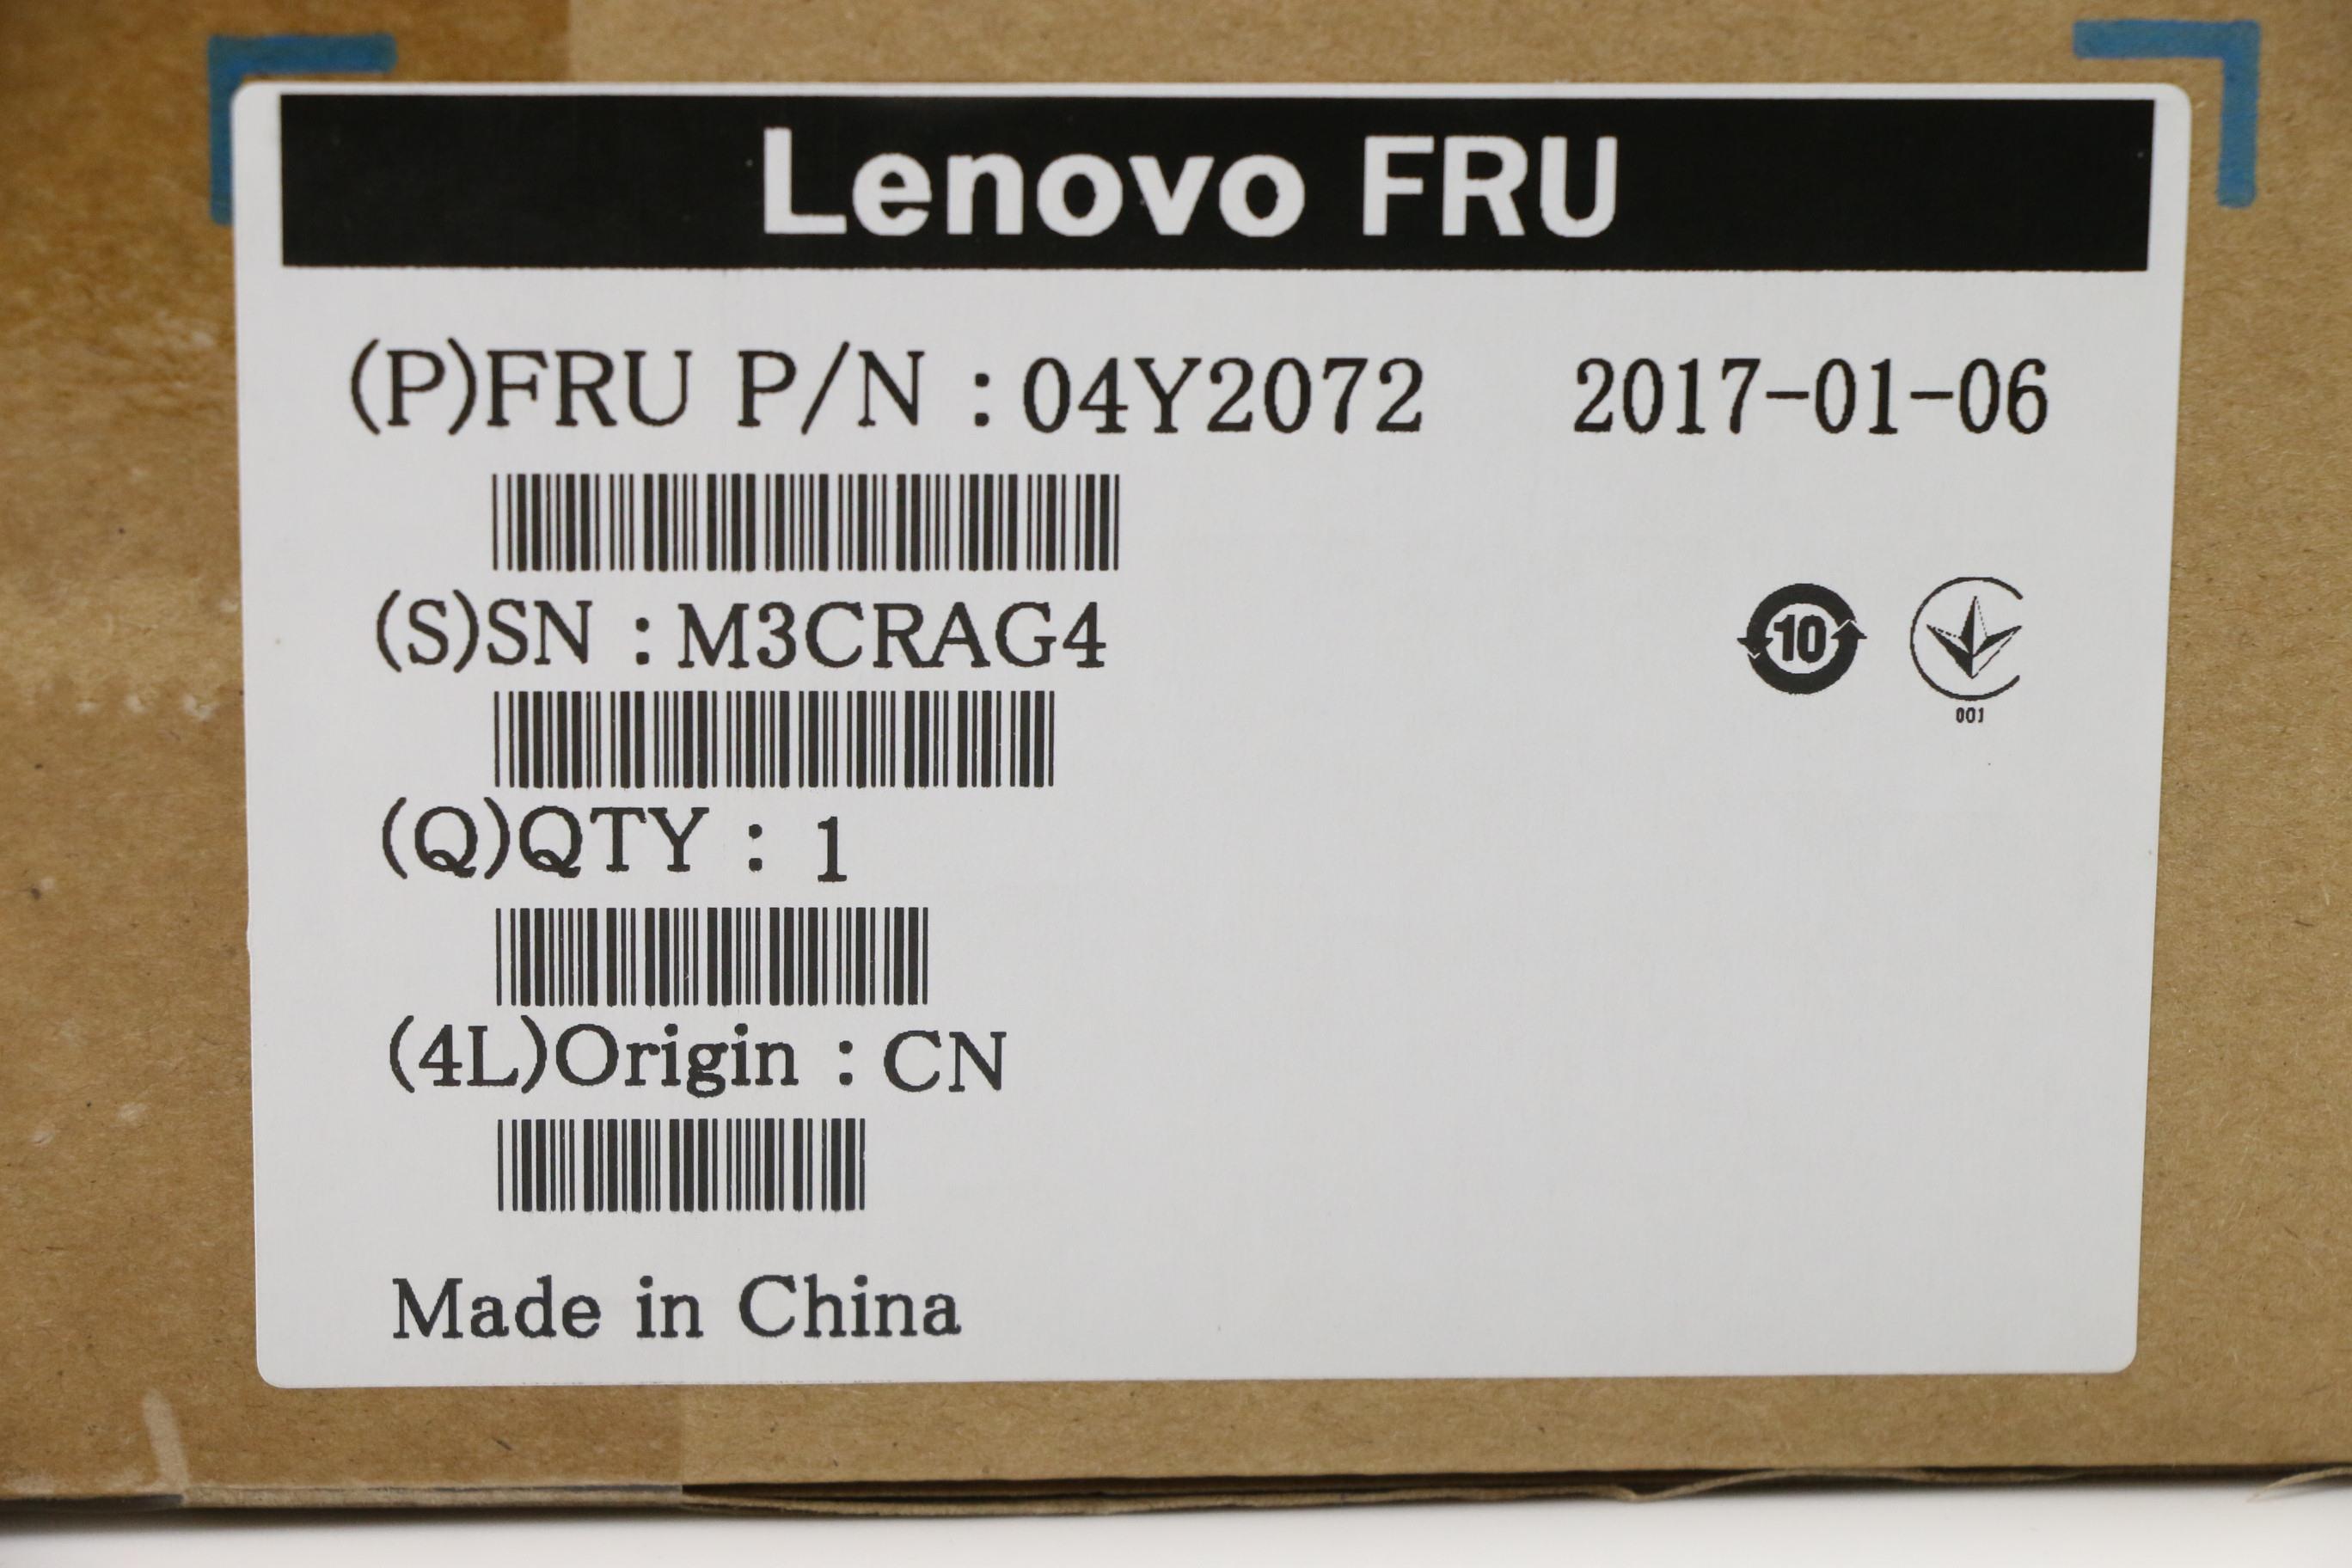 Lenovo FRU
(P)FRU P/N : 04Y2072 2017-01-06
(S)SN : M3CRAG4
10
001
(Q)QTY : 1
(4L)Origin : CN
Made in China